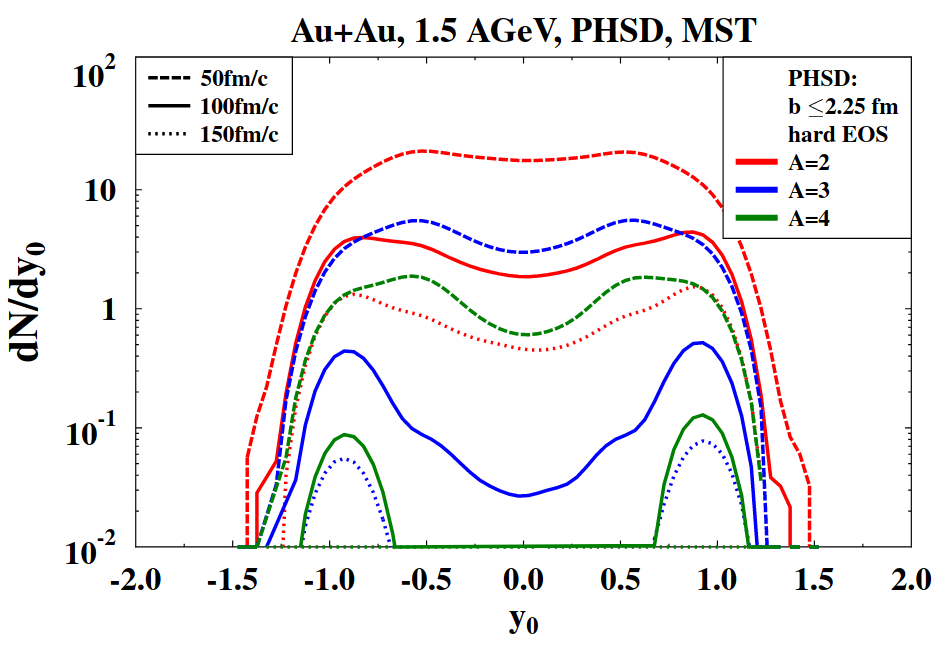 Au+Au, 1.5 AGeV, PHSD, MST
50fm/c
100fm/c
150fm/c
PHSD:
b ≤2.25 fm
hard EOS
A=2
A=3
A=4
10²
10
1
10⁻¹
10⁻²
dN/dy₀
-2.0 -1.5 -1.0 -0.5 0.0 0.5 1.0 1.5 2.0
y₀